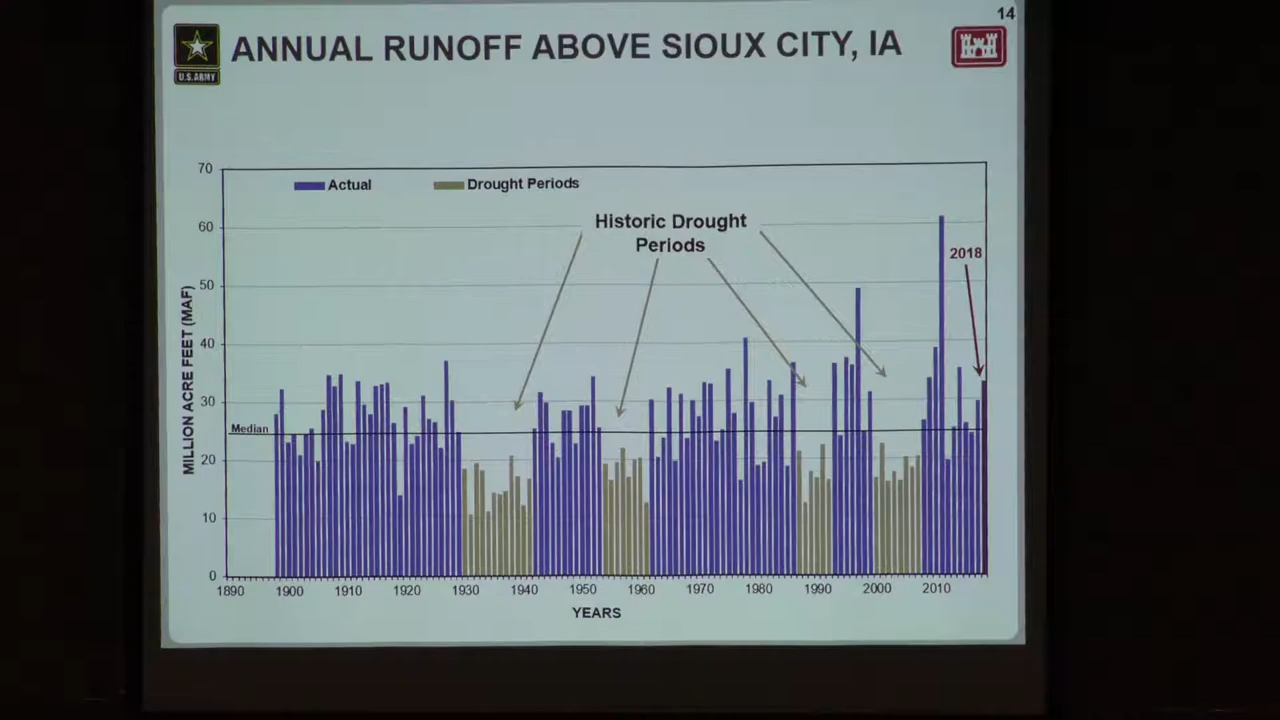 14
U.S.ARMY
ANNUAL RUNOFF ABOVE SIOUX CITY, IA
70
60
50
40
30
20
10
0
MILLION ACRE FEET (MAF)
Actual
Drought Periods
Historic Drought
Periods
2018
Median
1890 1900 1910 1920 1930 1940 1950 1960 1970 1980 1990 2000 2010
YEARS